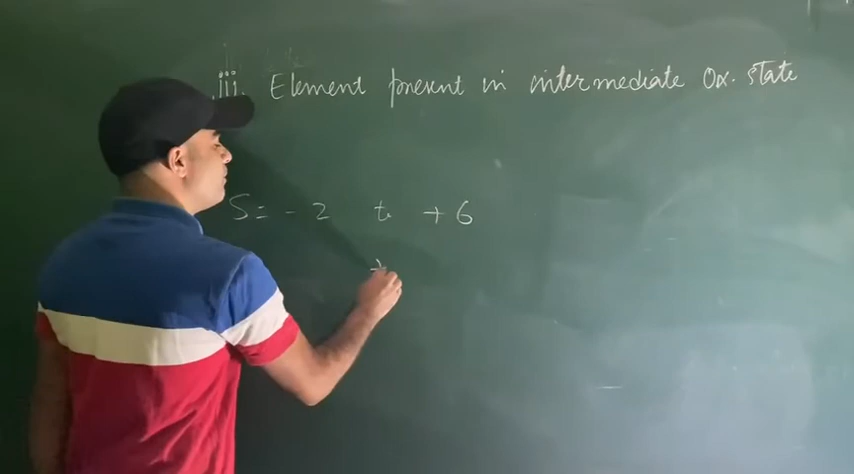 iii. Element present in intermediate Ox. state
S = - 2 to + 6